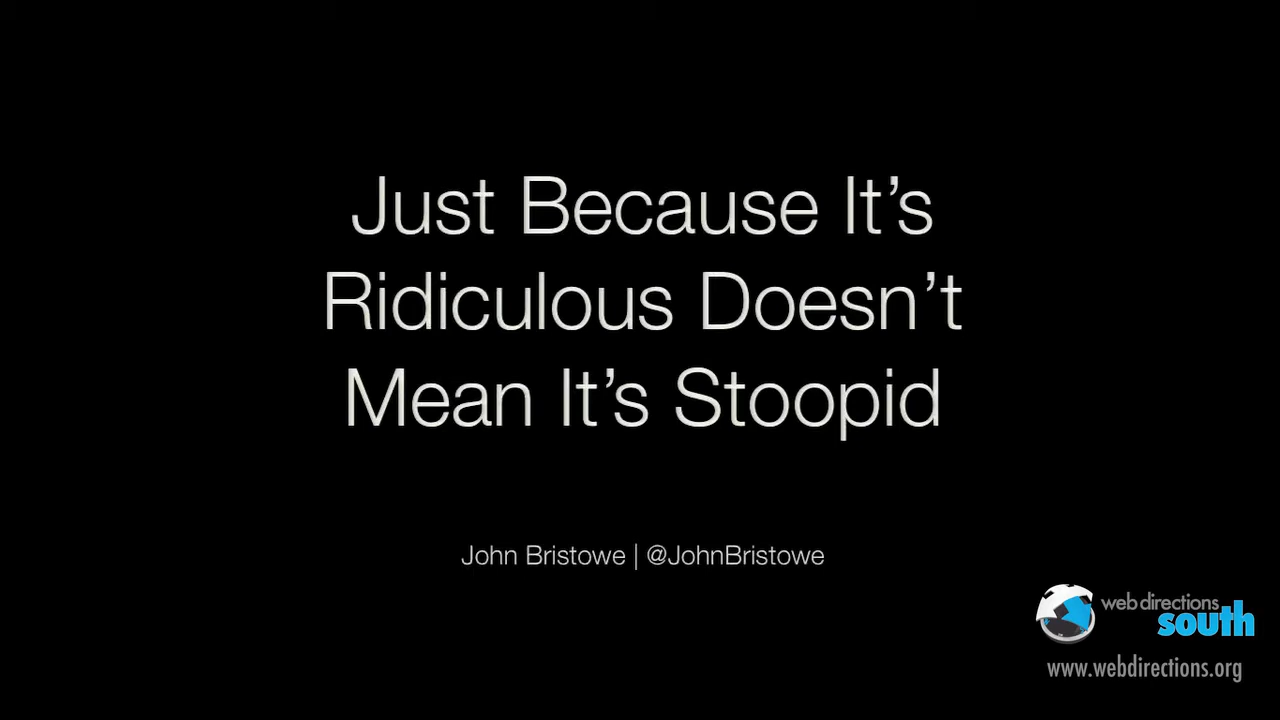 Just Because It’s
Ridiculous Doesn’t
Mean It’s Stoopid
John Bristowe | @JohnBristowe
web directions
south
www.webdirections.org